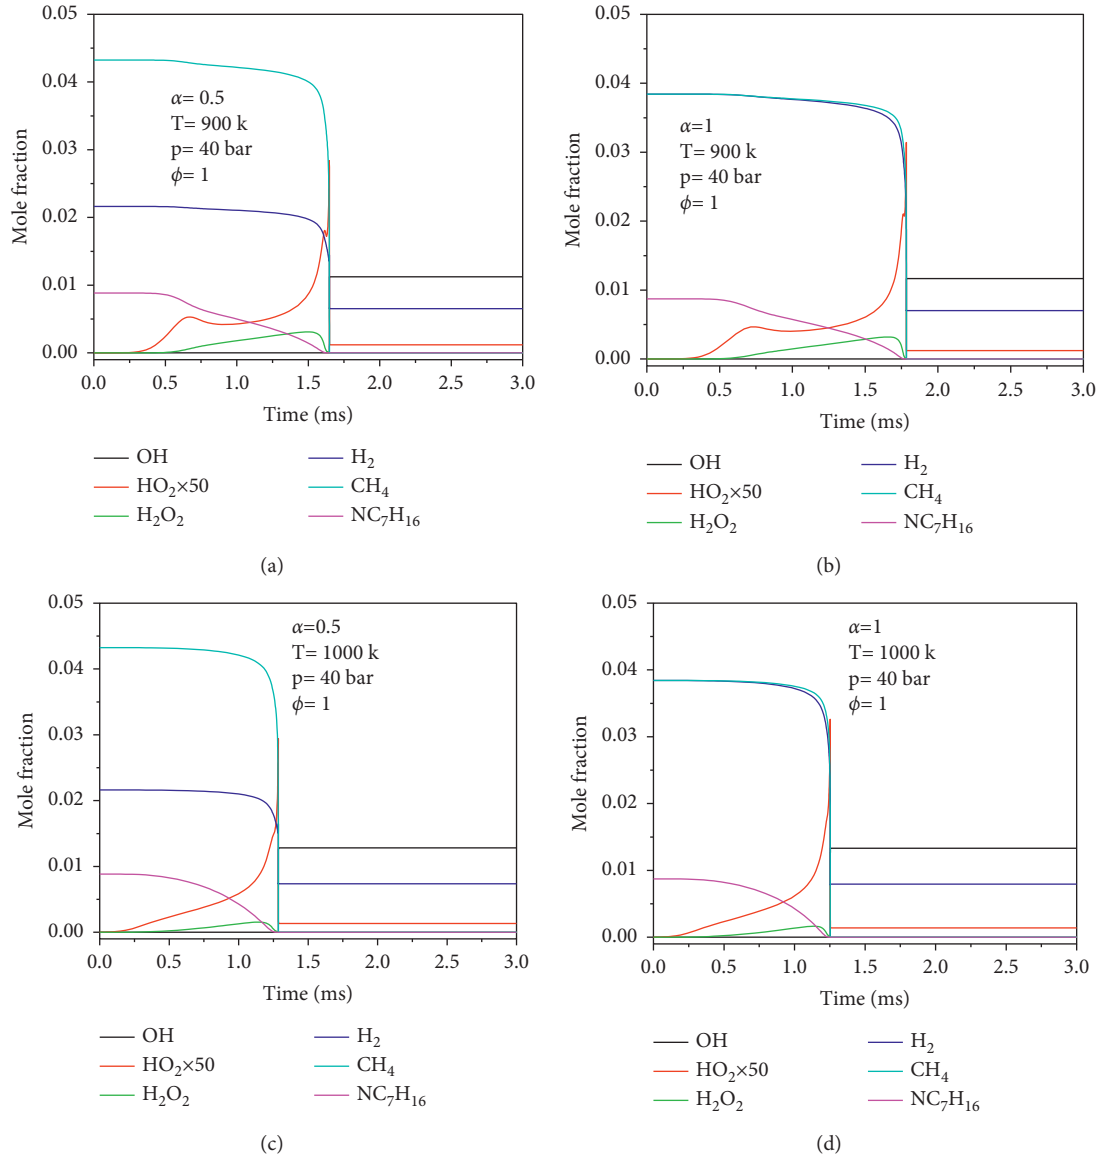 0.05
0.04
0.03
0.02
0.01
0.00
Mole fraction
α= 0.5
T= 900 k
p= 40 bar
ϕ= 1
0.0 0.5 1.0 1.5 2.0 2.5 3.0
Time (ms)
OH
HO2×50
H2O2
H2
CH4
NC7H16
(a)
0.05
0.04
0.03
0.02
0.01
0.00
Mole fraction
α=1
T= 900 k
p= 40 bar
ϕ= 1
0.0 0.5 1.0 1.5 2.0 2.5 3.0
Time (ms)
OH
HO2×50
H2O2
H2
CH4
NC7H16
(b)
0.05
0.04
0.03
0.02
0.01
0.00
Mole fraction
α=0.5
T= 1000 k
p= 40 bar
ϕ= 1
0.0 0.5 1.0 1.5 2.0 2.5 3.0
Time (ms)
OH
HO2×50
H2O2
H2
CH4
NC7H16
(c)
0.05
0.04
0.03
0.02
0.01
0.00
Mole fraction
α=1
T= 1000 k
p= 40 bar
ϕ= 1
0.0 0.5 1.0 1.5 2.0 2.5 3.0
Time (ms)
OH
HO2×50
H2O2
H2
CH4
NC7H16
(d)